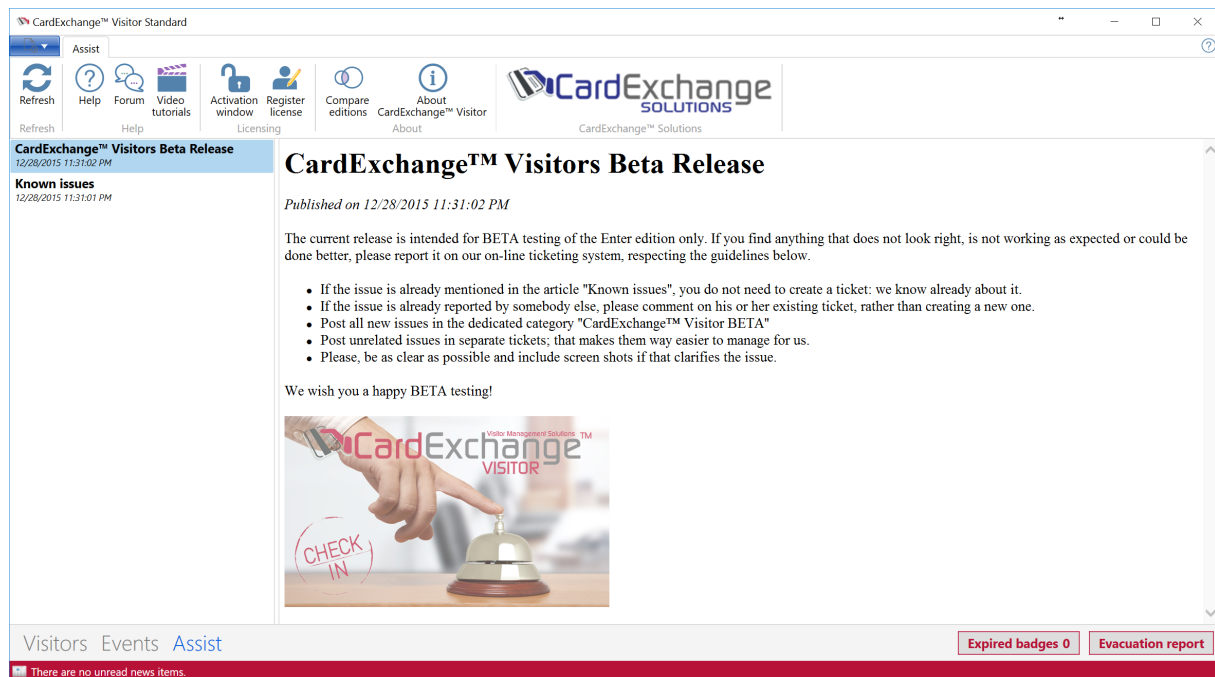 CardExchange™ Visitor Standard
Assist
Refresh
Help
Forum
Video
tutorials
Activation
window
Register
license
Compare
editions
About
CardExchange™ Visitor
CardExchange
SOLUTIONS
Refresh
Help
Licensing
About
CardExchange™ Solutions
CardExchange™ Visitors Beta Release
12/28/2015 11:31:02 PM
Known issues
12/28/2015 11:31:01 PM
CardExchange™ Visitors Beta Release
Published on 12/28/2015 11:31:02 PM
The current release is intended for BETA testing of the Enter edition only. If you find anything that does not look right, is not working as expected or could be
done better, please report it on our on-line ticketing system, respecting the guidelines below.
• If the issue is already mentioned in the article "Known issues", you do not need to create a ticket: we know already about it.
• If the issue is already reported by somebody else, please comment on his or her existing ticket, rather than creating a new one.
• Post all new issues in the dedicated category "CardExchange™ Visitor BETA"
• Post unrelated issues in separate tickets; that makes them way easier to manage for us.
• Please, be as clear as possible and include screen shots if that clarifies the issue.
We wish you a happy BETA testing!
Visitor Management Solutions
CardExchange™
VISITOR
CHECK
IN
Visitors Events Assist
Expired badges 0
Evacuation report
There are no unread news items.